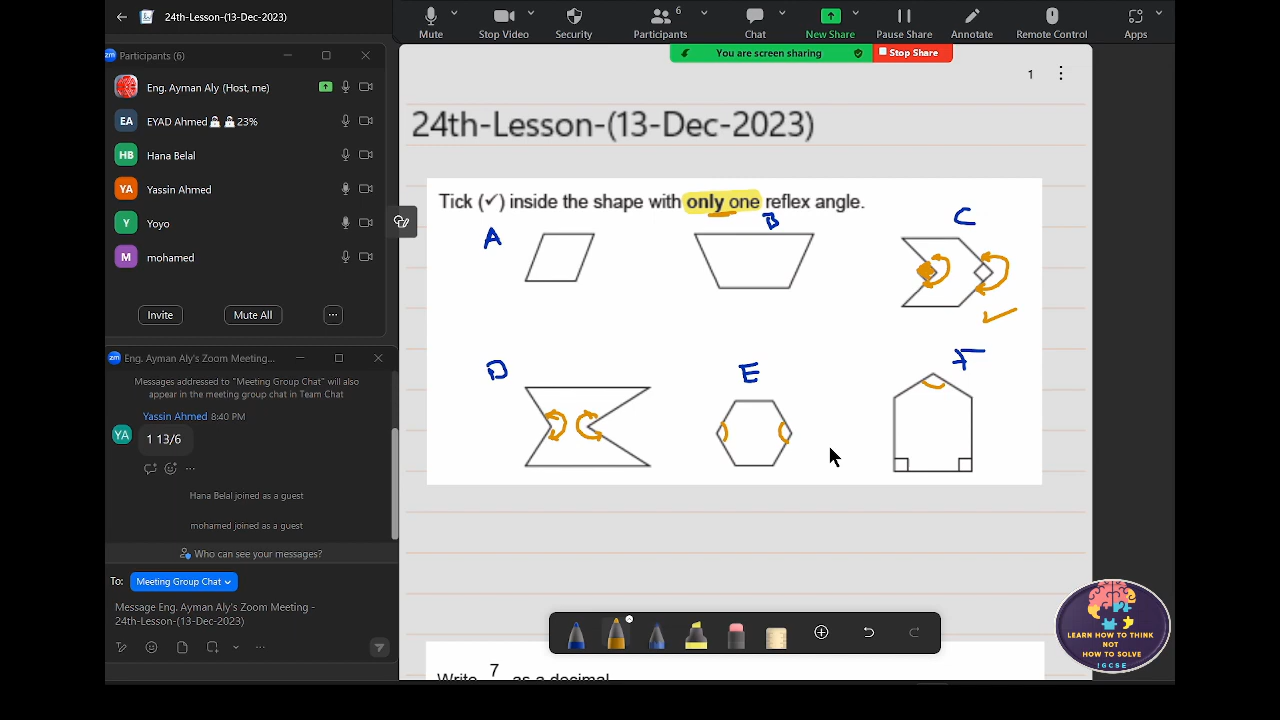 24th-Lesson-(13-Dec-2023)
Participants (6)
Eng. Ayman Aly (Host, me)
EA EYAD Ahmed 23%
HB Hana Belal
YA Yassin Ahmed
Y Yoyo
M mohamed
Invite Mute All ...
Eng. Ayman Aly's Zoom Meeting...
Messages addressed to "Meeting Group Chat" will also
appear in the meeting group chat in Team Chat
Yassin Ahmed 8:40 PM
YA 1 13/6
Hana Belal joined as a guest
mohamed joined as a guest
Who can see your messages?
To: Meeting Group Chat
Message Eng. Ayman Aly's Zoom Meeting -
24th-Lesson-(13-Dec-2023)
6
Mute Stop Video Security Participants Chat New Share Pause Share Annotate Remote Control Apps
You are screen sharing Stop Share
1
24th-Lesson-(13-Dec-2023)
Tick (✓) inside the shape with only one reflex angle.
A B C
D E F
Write 7 as a decimal
LEARN HOW TO THINK
NOT
HOW TO SOLVE
IGCSE